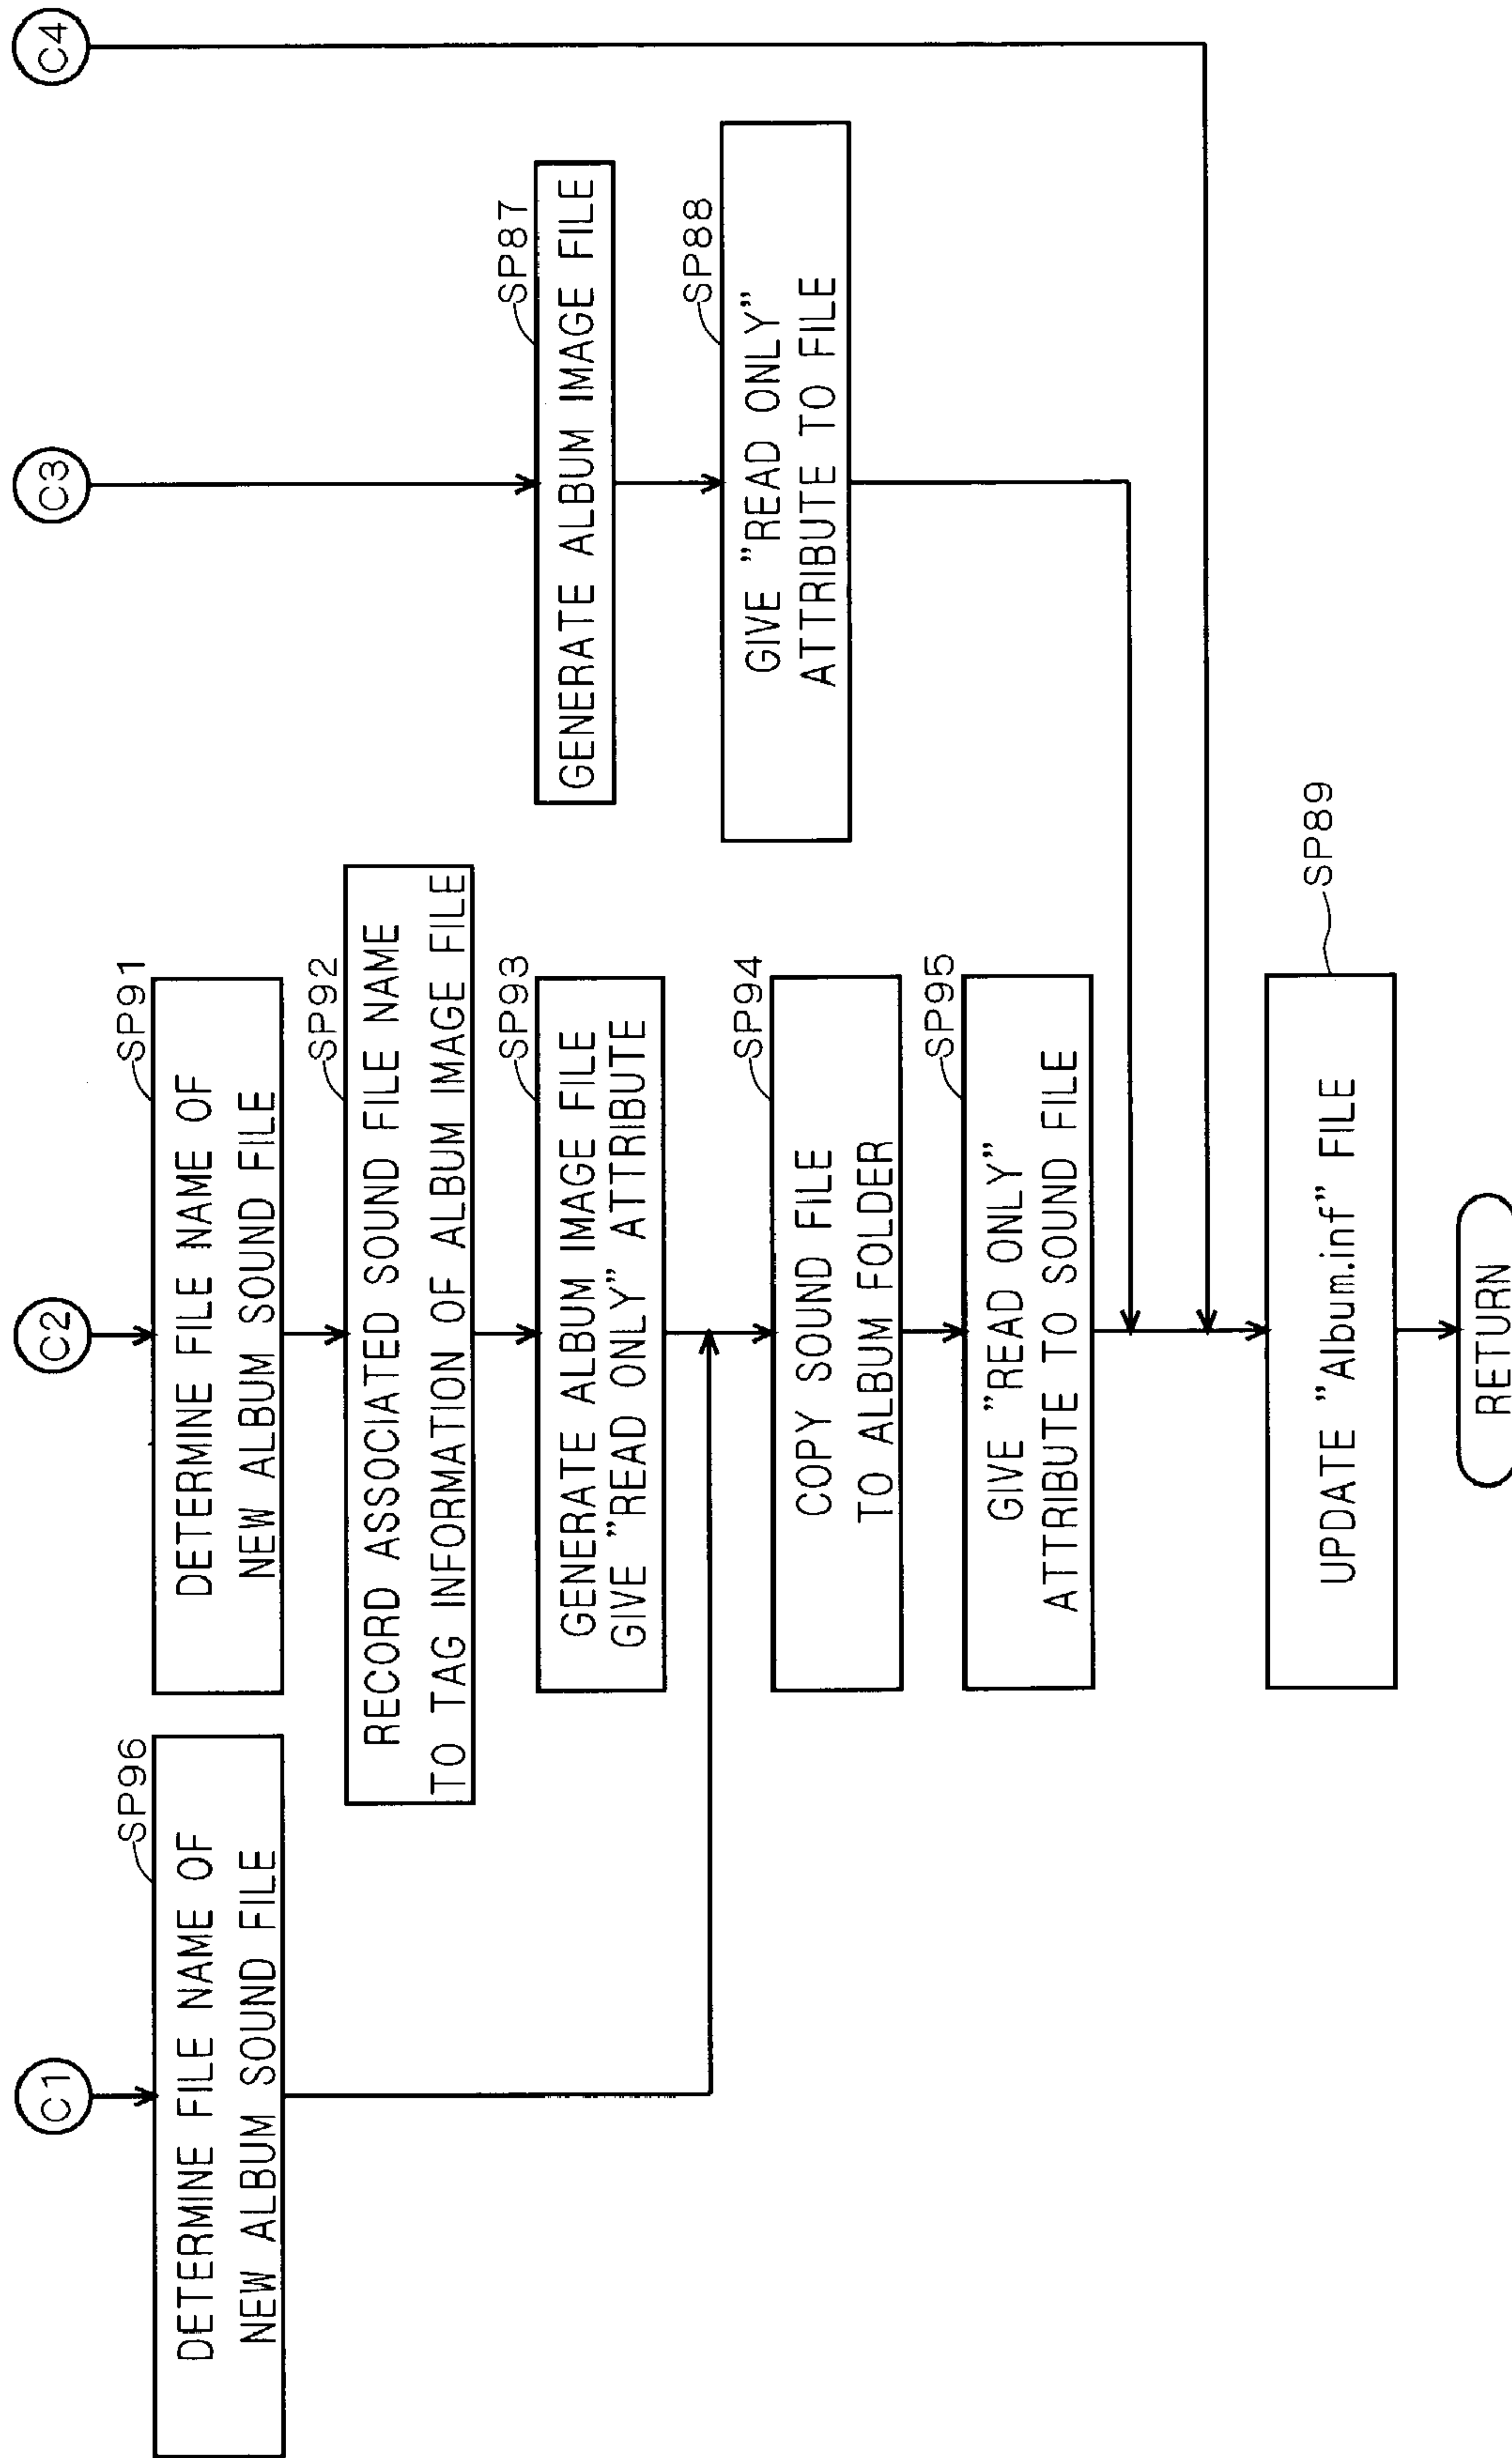 C1
C2
C3
C4
SP96
DETERMINE FILE NAME OF
NEW ALBUM SOUND FILE
SP91
DETERMINE FILE NAME OF
NEW ALBUM SOUND FILE
SP92
RECORD ASSOCIATED SOUND FILE NAME
TO TAG INFORMATION OF ALBUM IMAGE FILE
SP93
GENERATE ALBUM IMAGE FILE
GIVE "READ ONLY" ATTRIBUTE
SP87
GENERATE ALBUM IMAGE FILE
SP88
GIVE "READ ONLY"
ATTRIBUTE TO FILE
SP94
COPY SOUND FILE
TO ALBUM FOLDER
SP95
GIVE "READ ONLY"
ATTRIBUTE TO SOUND FILE
SP89
UPDATE "Album.inf" FILE
RETURN